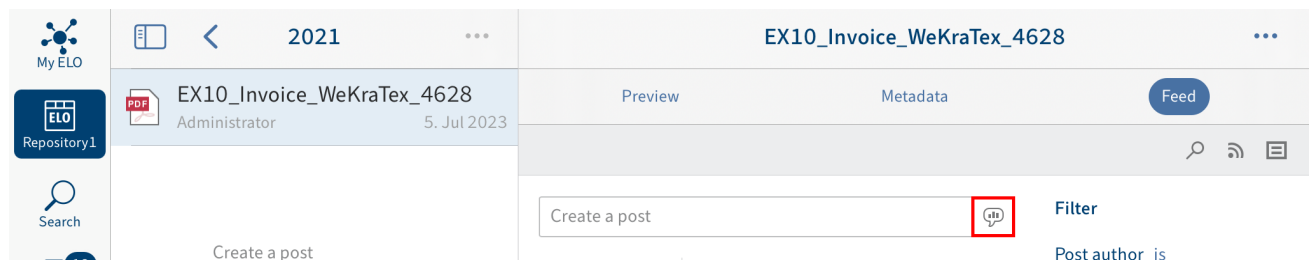 My ELO
ELO
Repository1
Search
2021
PDF
EX10_Invoice_WeKraTex_4628
Administrator
5. Jul 2023
Create a post
EX10_Invoice_WeKraTex_4628
Preview
Metadata
Feed
Create a post
Filter
Post author is